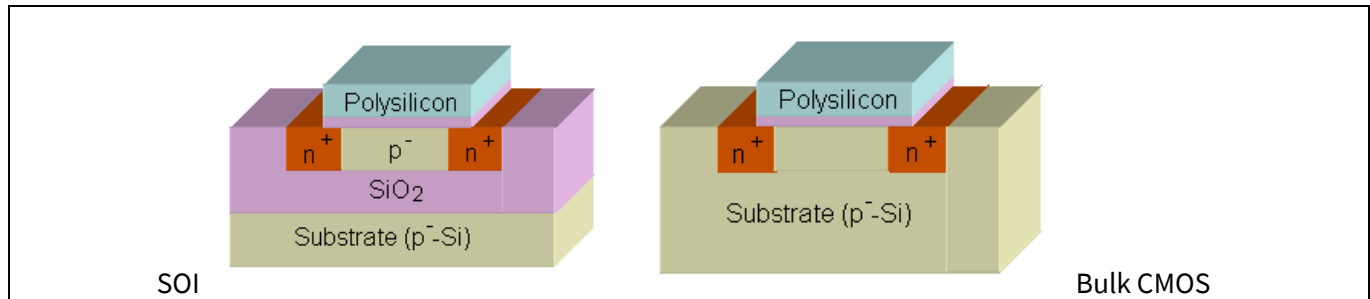 Polysilicon
n⁺ p⁻ n⁺
SiO₂
Substrate (p⁻-Si)
SOI
Polysilicon
n⁺ n⁺
Substrate (p⁻-Si)
Bulk CMOS